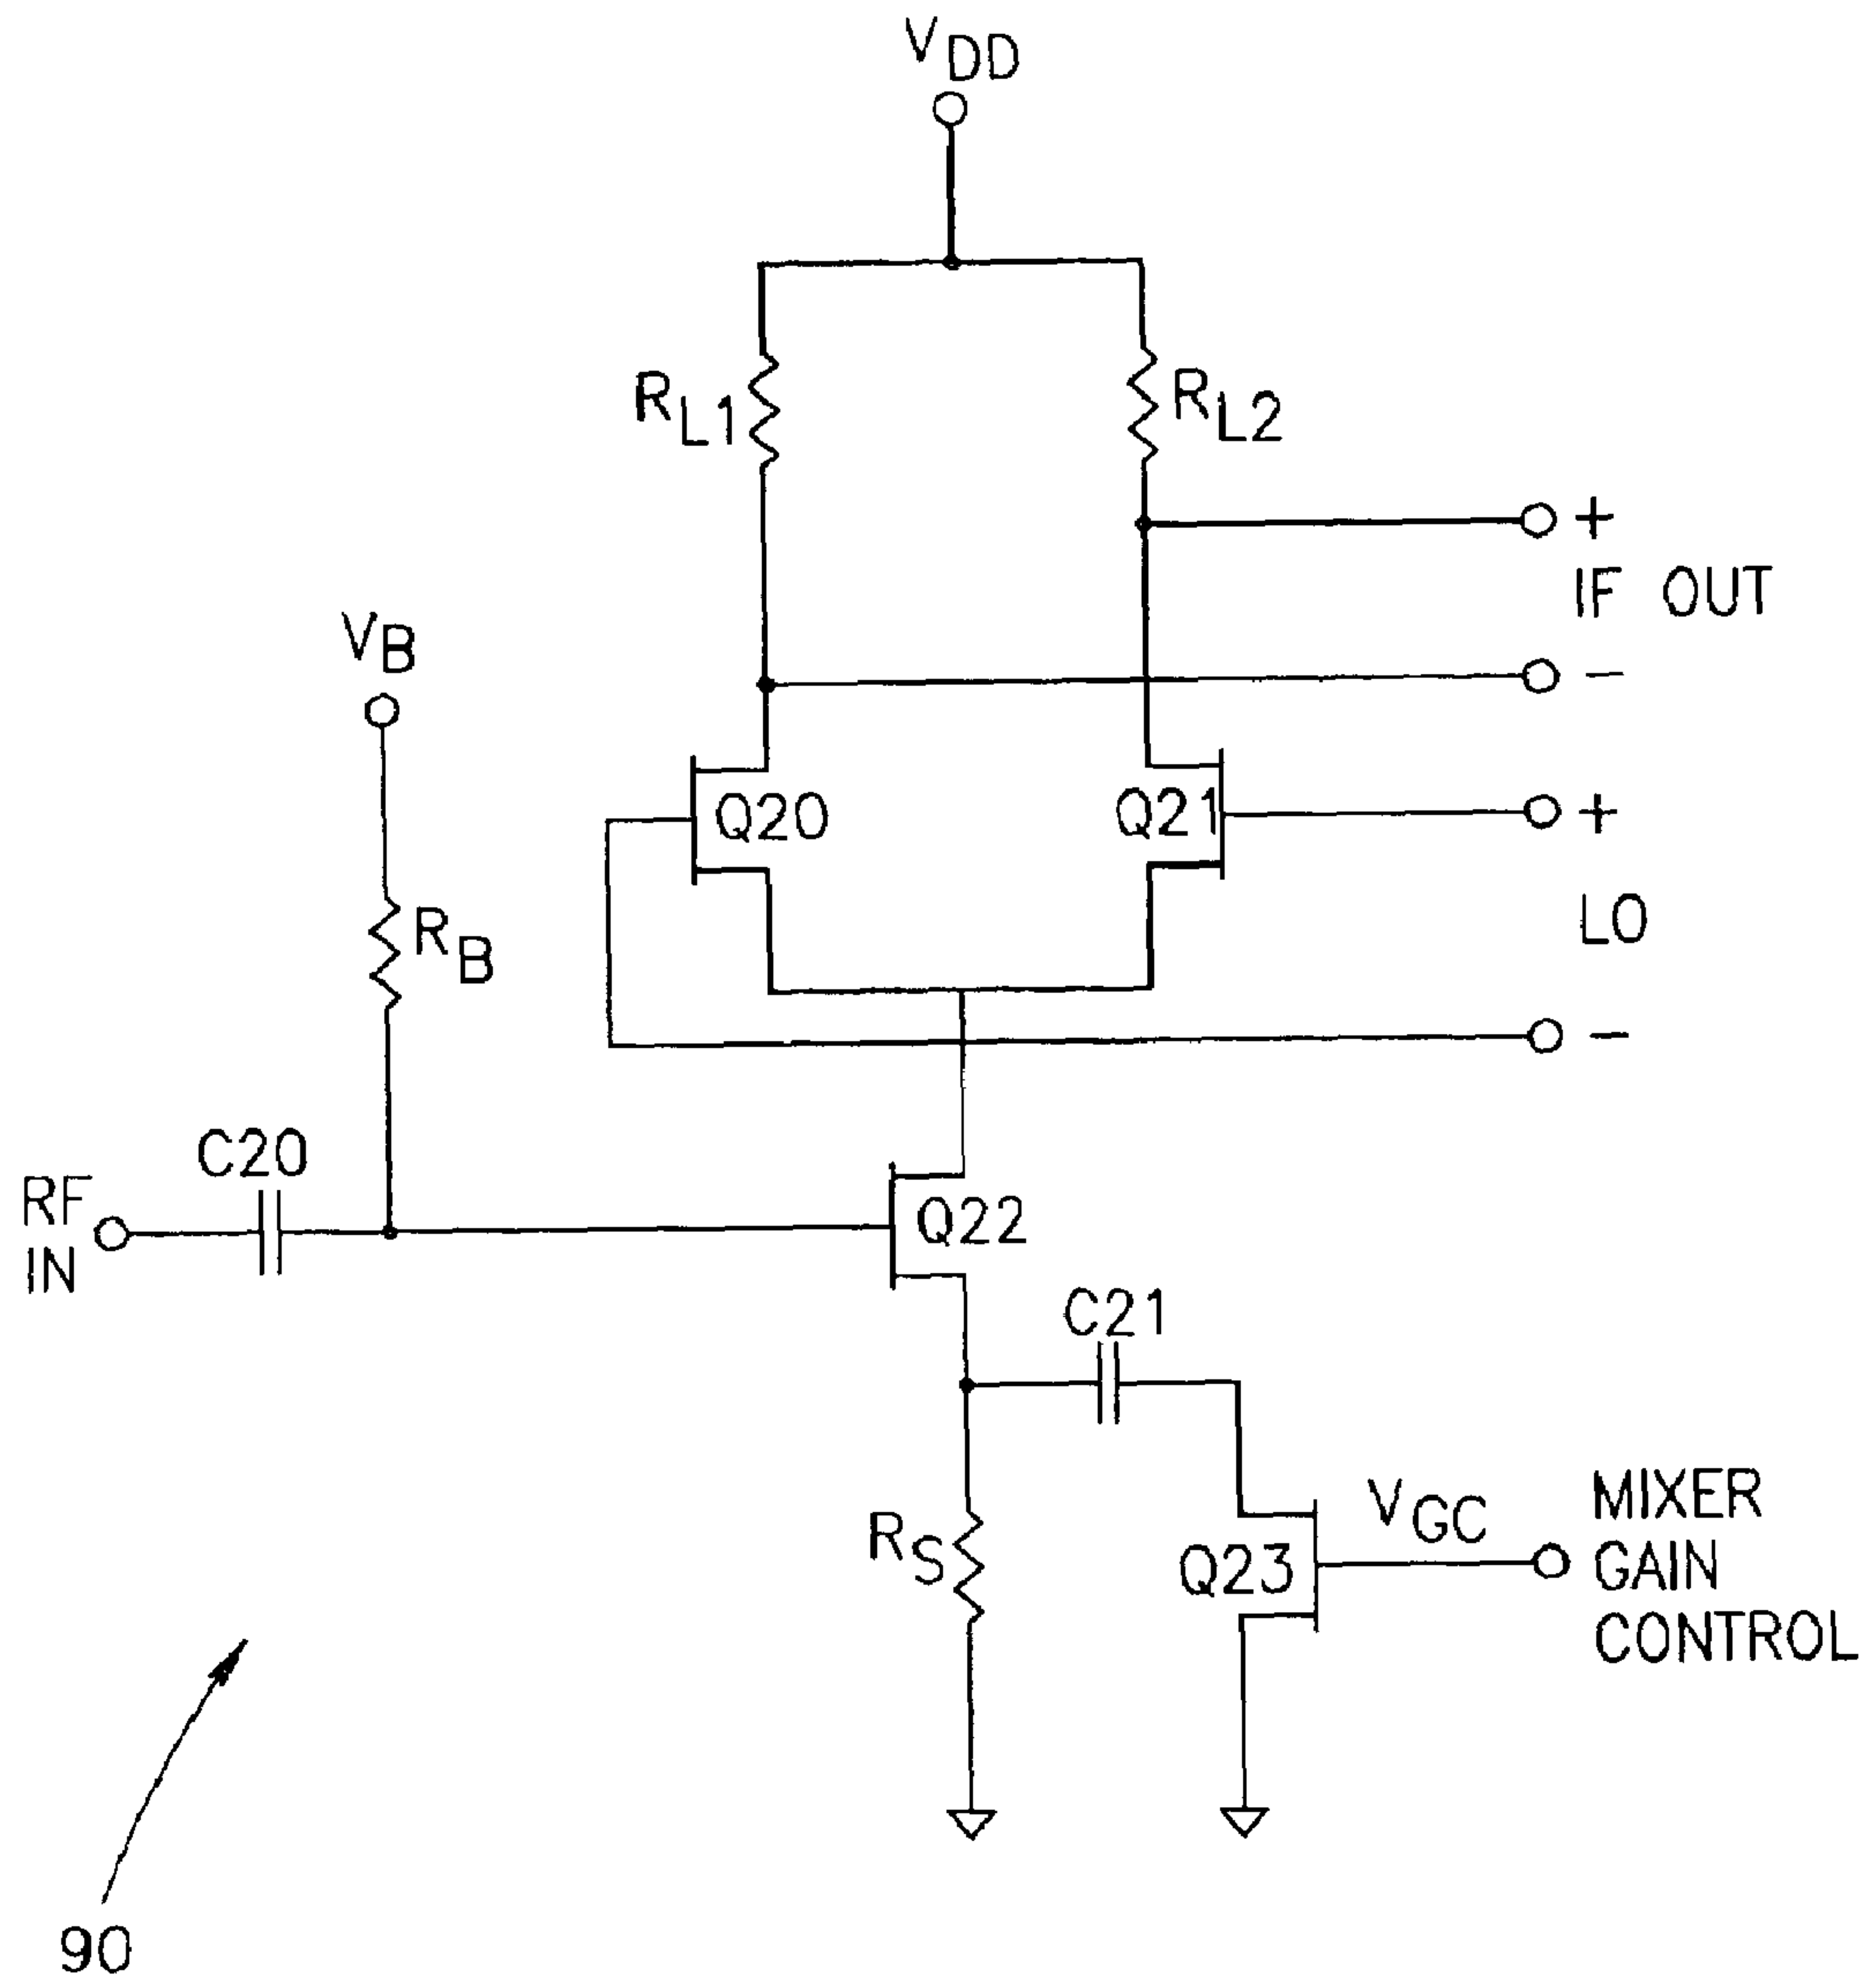 VDD
RL1
RL2
+
IF OUT
VB
−
Q20
Q21
+
RB
LO
−
C20
RF
IN
Q22
C21
RS
VGC
Q23
MIXER
GAIN
CONTROL
90